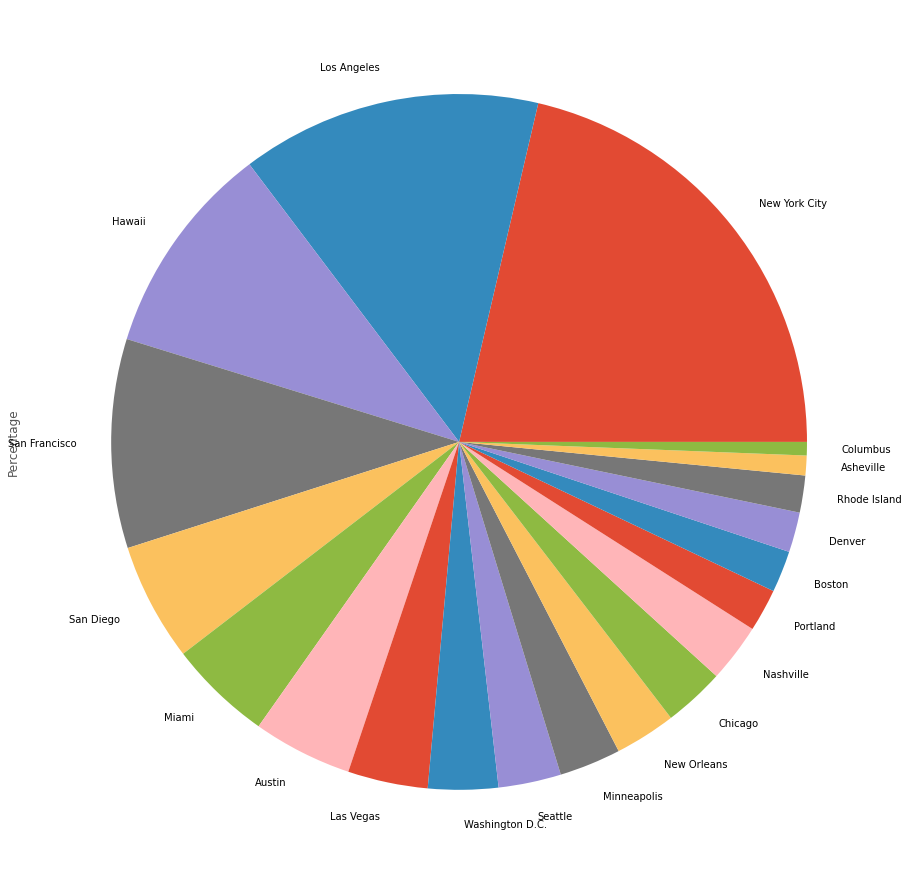 Los Angeles
New York City
Hawaii
Percentage
San Francisco
Columbus
Asheville
Rhode Island
Denver
Boston
San Diego
Portland
Nashville
Miami
Chicago
New Orleans
Austin
Minneapolis
Las Vegas
Seattle
Washington D.C.